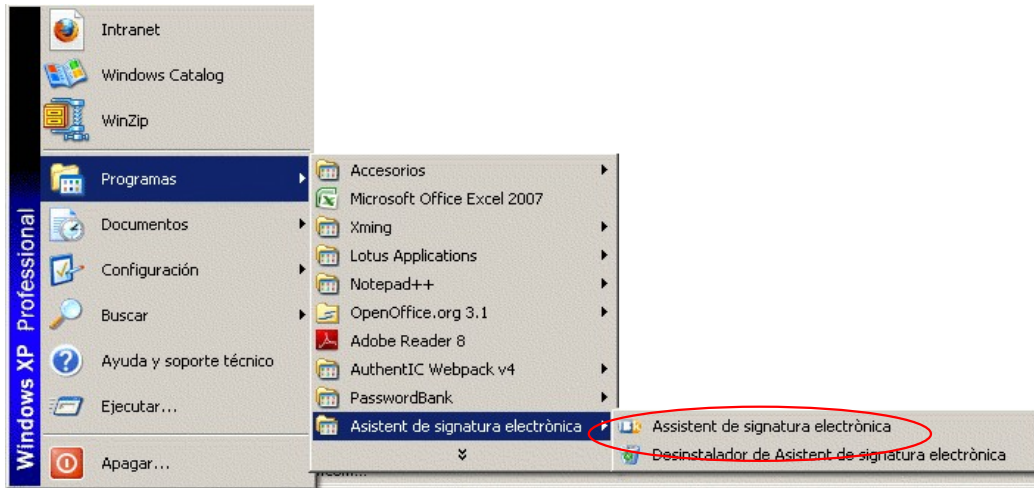 Intranet
Windows Catalog
WinZip
Programas
Documentos
Configuración
Buscar
Ayuda y soporte técnico
Ejecutar...
Apagar...
Windows XP Professional
Accesorios
Microsoft Office Excel 2007
Xming
Lotus Applications
Notepad++
OpenOffice.org 3.1
Adobe Reader 8
AuthentIC Webpack v4
PasswordBank
Asistent de signatura electrònica
Assistent de signatura electrònica
Desinstalador de Asistent de signatura electrònica